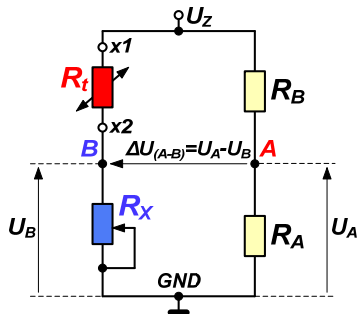 U_Z
x1
R_t
R_B
x2
B ΔU_(A-B)=U_A-U_B A
U_B R_X U_A
R_A
GND